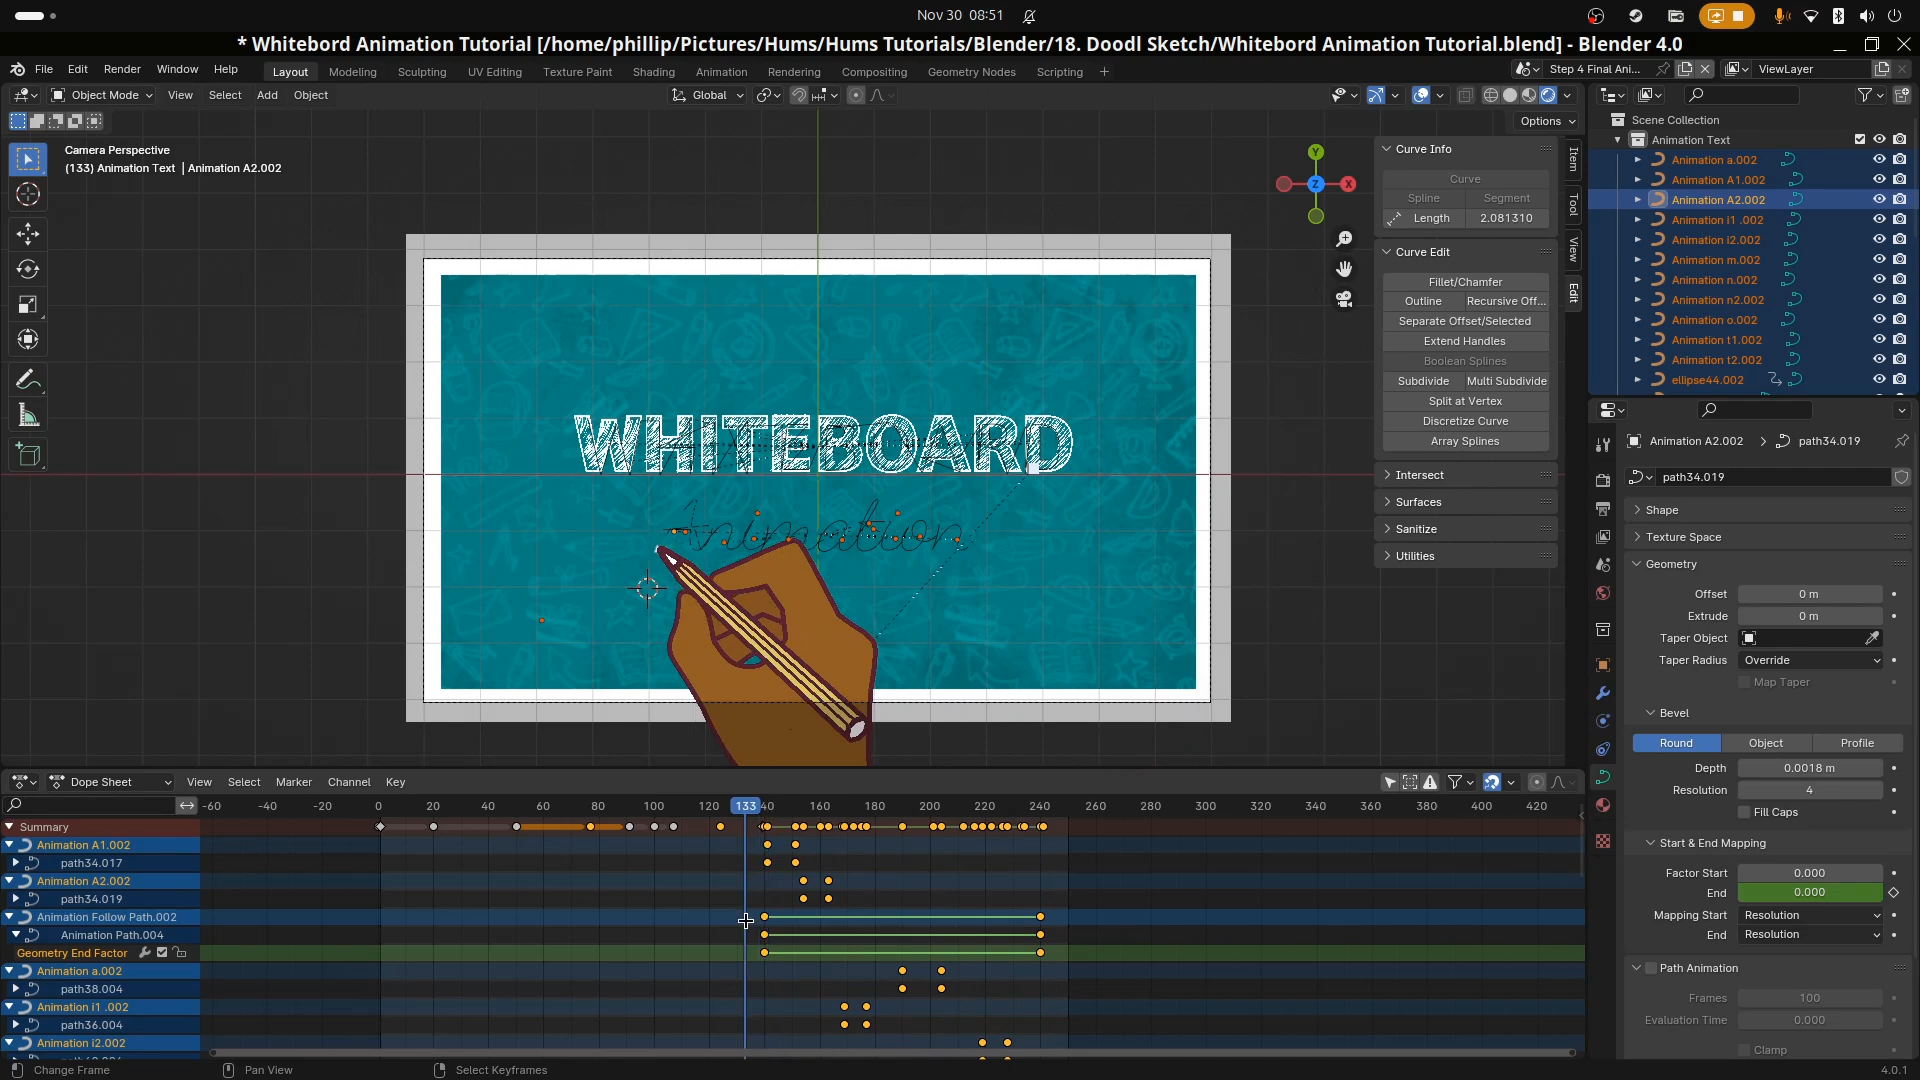 Nov 30 08:51
* Whitebord Animation Tutorial [/home/phillip/Pictures/Hums/Hums Tutorials/Blender/18. Doodl Sketch/Whitebord Animation Tutorial.blend] - Blender 4.0
File Edit Render Window Help
Layout Modeling Sculpting UV Editing Texture Paint Shading Animation Rendering Compositing Geometry Nodes Scripting +
Step 4 Final Ani...
ViewLayer
Object Mode View Select Add Object
Global
Options
Camera Perspective
(133) Animation Text | Animation A2.002
Y
Z
X
WHITEBOARD
Animation
Curve Info
Curve
Spline Segment
Length 2.081310
Curve Edit
Fillet/Chamfer
Outline Recursive Off...
Separate Offset/Selected
Extend Handles
Boolean Splines
Subdivide Multi Subdivide
Split at Vertex
Discretize Curve
Array Splines
Intersect
Surfaces
Sanitize
Utilities
Item
Tool
View
Edit
Scene Collection
Animation Text
Animation a.002
Animation A1.002
Animation A2.002
Animation i1 .002
Animation i2.002
Animation m.002
Animation n.002
Animation n2.002
Animation o.002
Animation t1.002
Animation t2.002
ellipse44.002
Animation A2.002 > path34.019
path34.019
Shape
Texture Space
Geometry
Offset 0 m
Extrude 0 m
Taper Object
Taper Radius Override
Map Taper
Bevel
Round Object Profile
Depth 0.0018 m
Resolution 4
Fill Caps
Start & End Mapping
Factor Start 0.000
End 0.000
Mapping Start Resolution
End Resolution
Path Animation
Frames 100
Evaluation Time 0.000
Clamp
Dope Sheet View Select Marker Channel Key
-60 -40 -20 0 20 40 60 80 100 120 133 40 160 180 200 220 240 260 280 300 320 340 360 380 400 420
Summary
Animation A1.002
path34.017
Animation A2.002
path34.019
Animation Follow Path.002
Animation Path.004
Geometry End Factor
Animation a.002
path38.004
Animation i1 .002
path36.004
Animation i2.002
Change Frame
Pan View
Select Keyframes
4.0.1